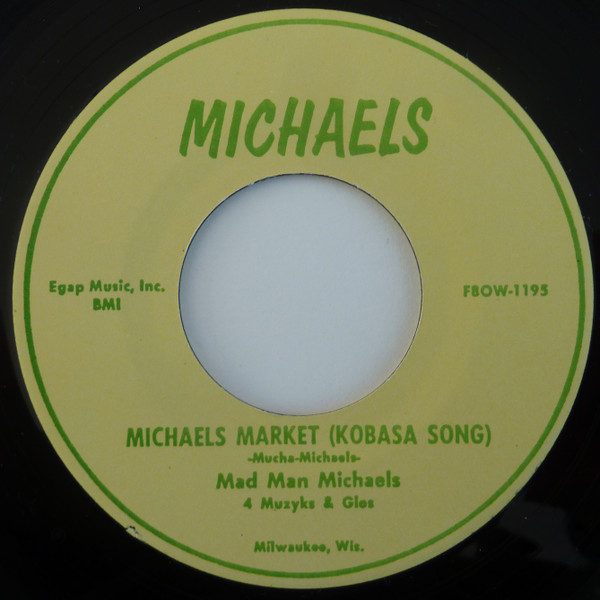 MICHAELS
Egap Music, Inc.
BMI
F8OW-1195
MICHAELS MARKET (KOBASA SONG)
-Mucha-Michaels-
Mad Man Michaels
4 Muzyks & Glos
Milwaukee, Wis.